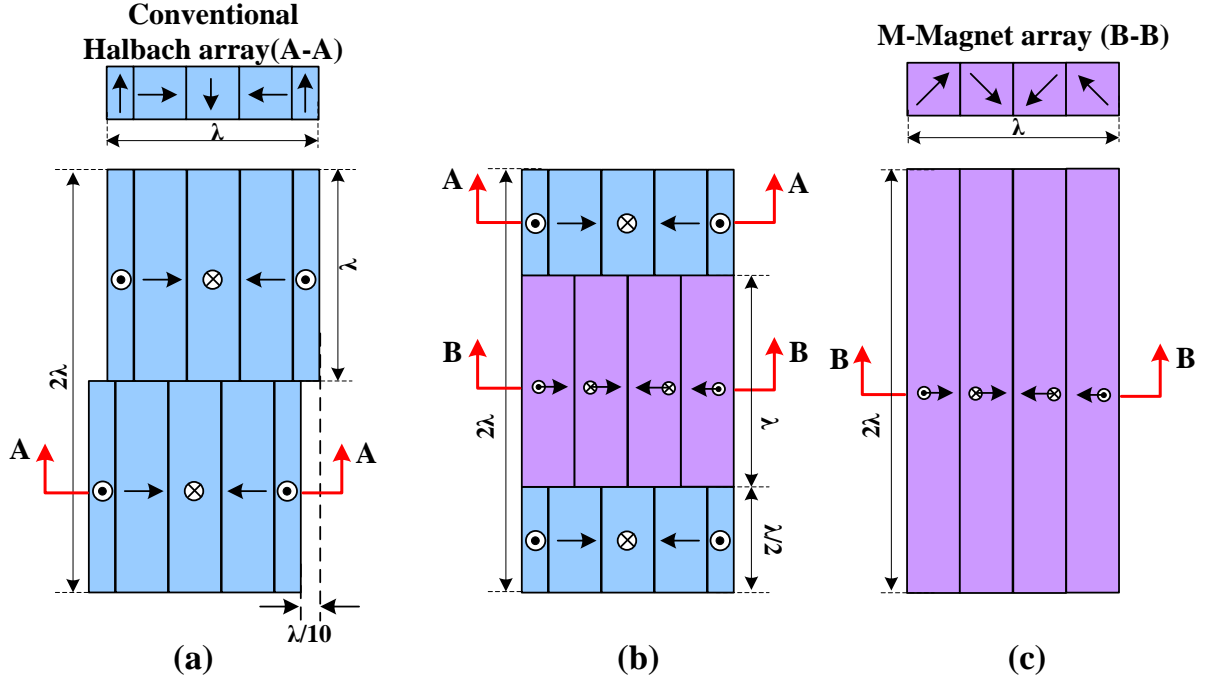 Conventional
Halbach array(A-A)
λ
2λ
λ
A
A
λ/10
(a)
A
A
B
B
2λ
λ
λ/2
(b)
M-Magnet array (B-B)
λ
B
B
2λ
(c)